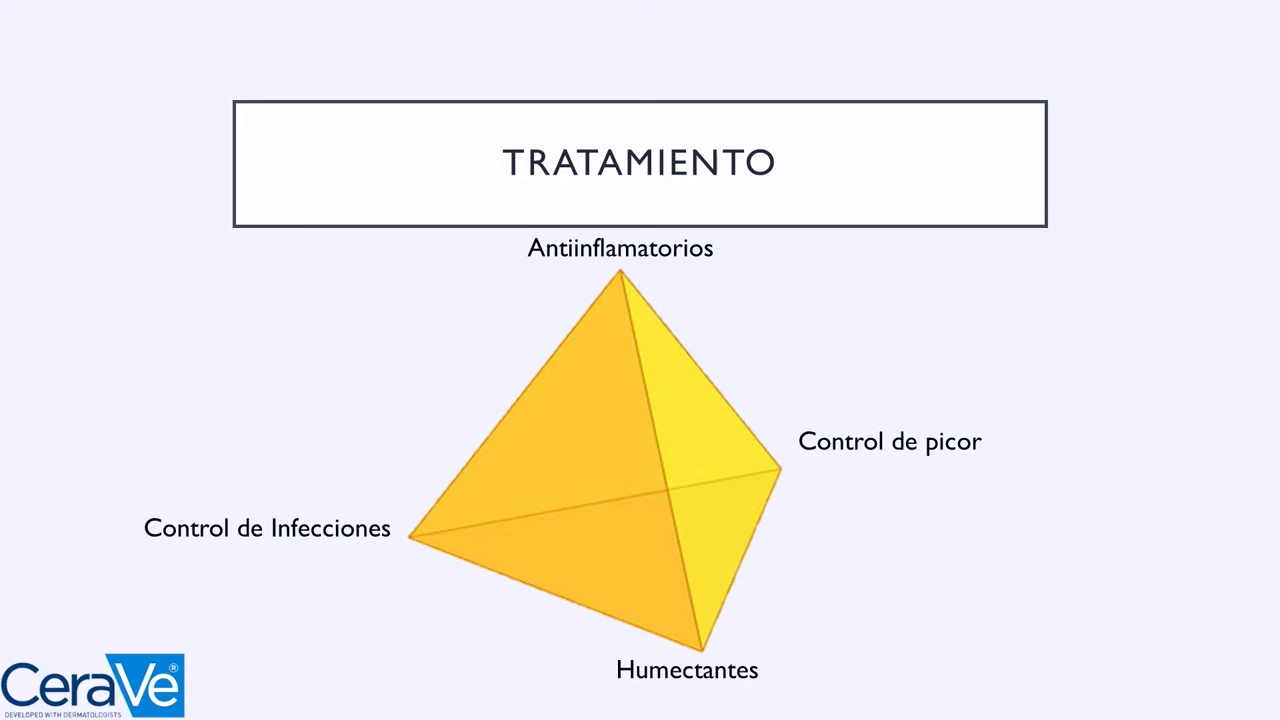 TRATAMIENTO
Antiinflamatorios
Control de picor
Control de Infecciones
Humectantes
CeraVe®
DEVELOPED WITH DERMATOLOGISTS